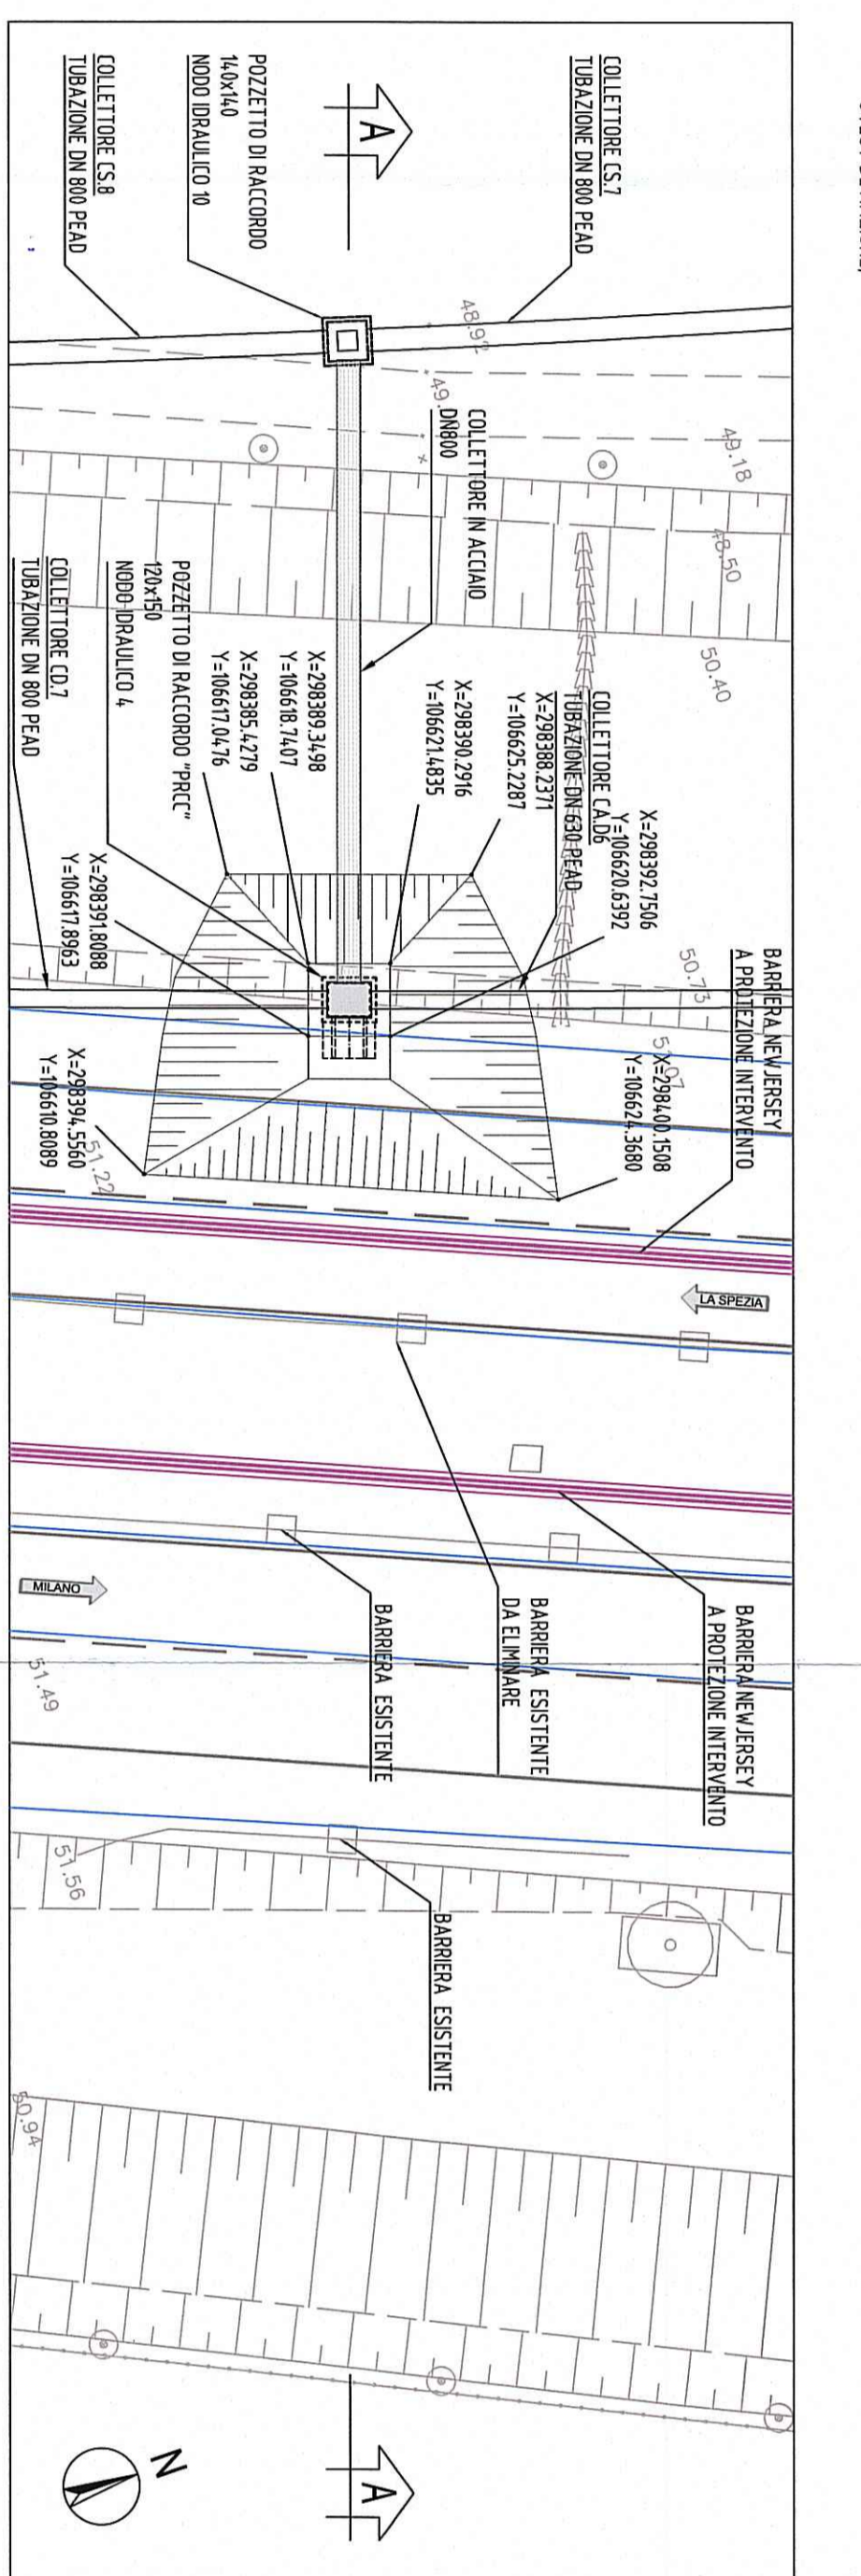 COLLETTORE CS.7
TUBAZIONE DN 800 PEAD
A
POZZETTO DI RACCORDO
140x140
NODO IDRAULICO 10
COLLETTORE CS.8
TUBAZIONE DN 800 PEAD
48.92
49.18
48.50
50.40
COLLETTORE IN ACCIAIO
DN800
49.
COLLETTORE CA.D6
TUBAZIONE DN 630 PEAD
X=298392.7506
Y=106620.6392
X=298388.2371
Y=106625.2287
X=298390.2916
Y=106621.4835
X=298389.3498
Y=106618.7407
X=298385.4279
Y=106617.0476
POZZETTO DI RACCORDO "PRCC"
120x150
NODO IDRAULICO 4
COLLETTORE CD.7
TUBAZIONE DN 800 PEAD
X=298391.8088
Y=106617.8963
X=298394.5560
Y=106610.8089
51.22
50.73
X=298400.1508
Y=106624.3680
BARRIERA NEW JERSEY
A PROTEZIONE INTERVENTO
LA SPEZIA
MILANO
BARRIERA NEW JERSEY
A PROTEZIONE INTERVENTO
BARRIERA ESISTENTE
DA ELIMINARE
BARRIERA ESISTENTE
51.49
51.56
BARRIERA ESISTENTE
50.94
A
N